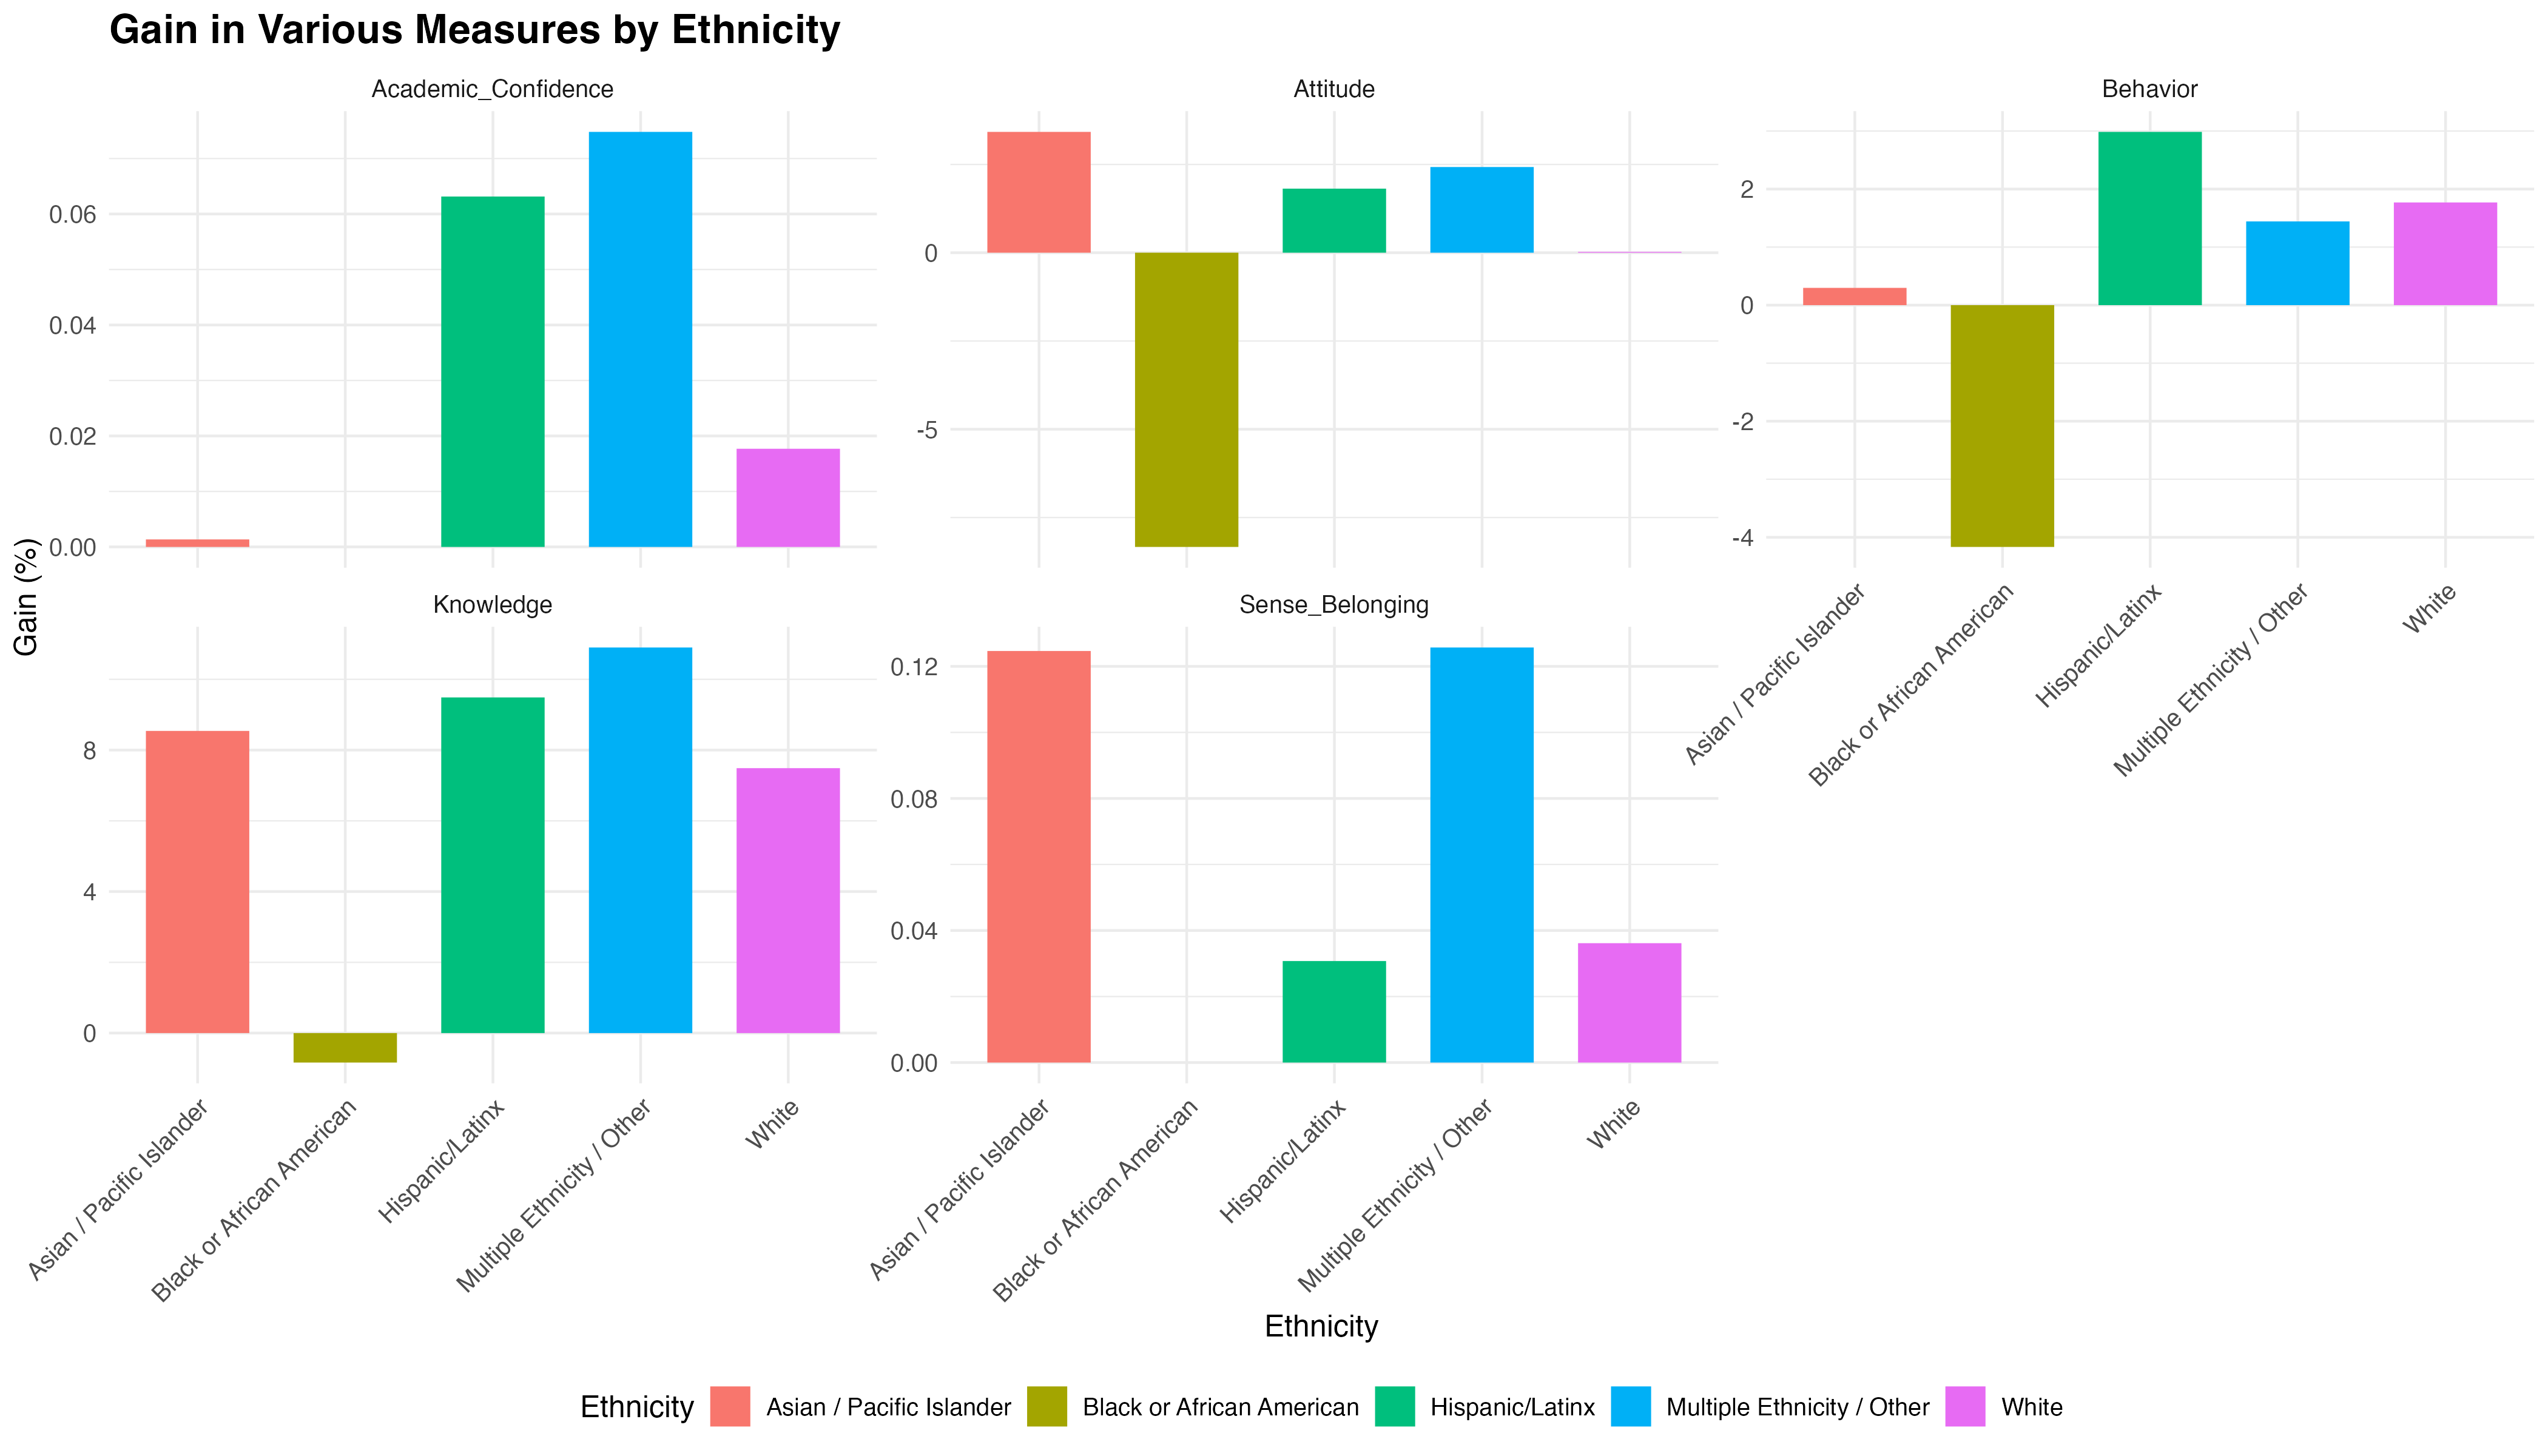 Gain in Various Measures by Ethnicity
Academic_Confidence
Attitude
Behavior
0.06
0.04
0.02
0.00
0
-5
2
0
-2
-4
Asian / Pacific Islander
Black or African American
Hispanic/Latinx
Multiple Ethnicity / Other
White
Gain (%)
Knowledge
Sense_Belonging
8
4
0
0.12
0.08
0.04
0.00
Asian / Pacific Islander
Black or African American
Hispanic/Latinx
Multiple Ethnicity / Other
White
Asian / Pacific Islander
Black or African American
Hispanic/Latinx
Multiple Ethnicity / Other
White
Ethnicity
Ethnicity Asian / Pacific Islander Black or African American Hispanic/Latinx Multiple Ethnicity / Other White